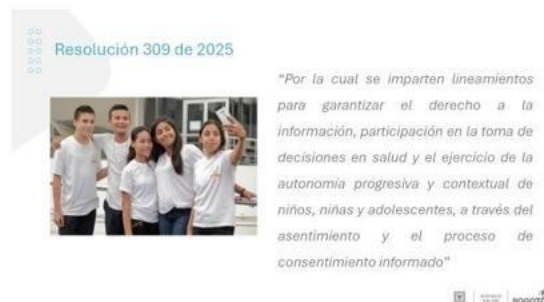 Resolución 309 de 2025
“Por la cual se imparten lineamientos
para garantizar el derecho a la
información, participación en la toma de
decisiones en salud y el ejercicio de la
autonomía progresiva y contextual de
niños, niñas y adolescentes, a través del
asentimiento y el proceso de
consentimiento informado”
BOGOTÁ